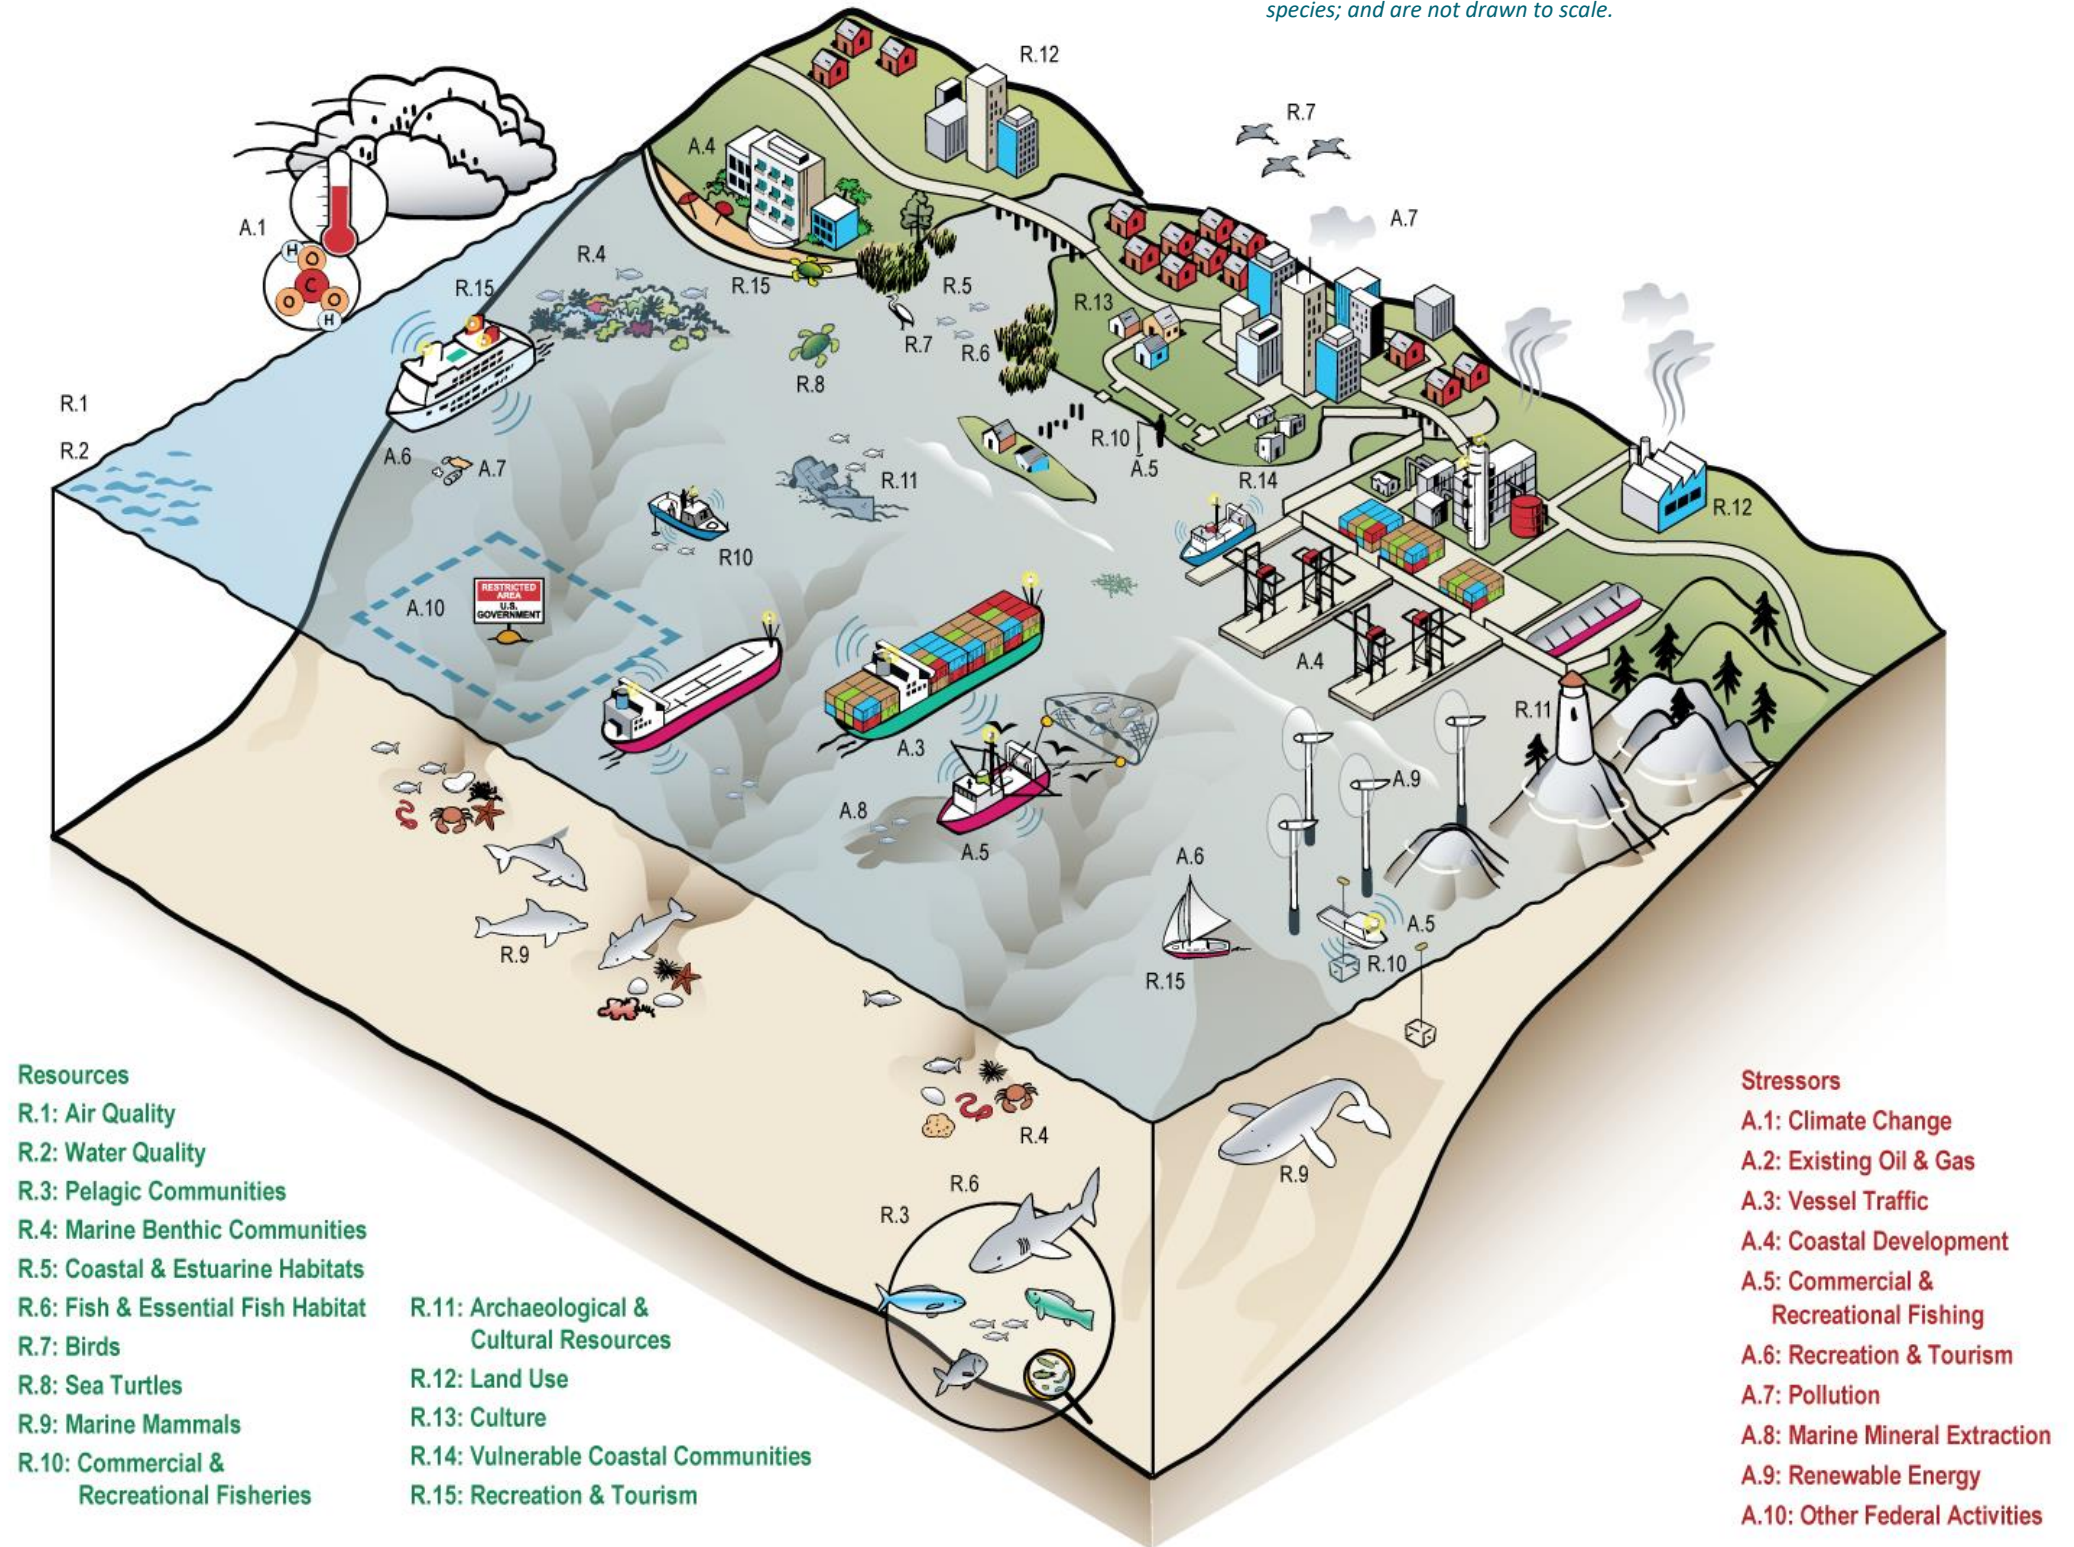 species; and are not drawn to scale.
R.12
R.7
A.4
A.7
A.1
H
O
C
O
O
H
R.4
R.15
R.15
R.5
R.13
R.7
R.6
R.8
R.1
R.2
A.6
A.7
R.10
A.5
R.11
R.14
R.12
R10
A.10
RESTRICTED
AREA
U.S.
GOVERNMENT
A.4
R.11
A.3
A.9
A.8
A.5
A.6
A.5
R.10
R.15
R.9
R.4
R.9
R.6
R.3
Resources
R.1: Air Quality
R.2: Water Quality
R.3: Pelagic Communities
R.4: Marine Benthic Communities
R.5: Coastal & Estuarine Habitats
R.6: Fish & Essential Fish Habitat
R.7: Birds
R.8: Sea Turtles
R.9: Marine Mammals
R.10: Commercial &
Recreational Fisheries
R.11: Archaeological &
Cultural Resources
R.12: Land Use
R.13: Culture
R.14: Vulnerable Coastal Communities
R.15: Recreation & Tourism
Stressors
A.1: Climate Change
A.2: Existing Oil & Gas
A.3: Vessel Traffic
A.4: Coastal Development
A.5: Commercial &
Recreational Fishing
A.6: Recreation & Tourism
A.7: Pollution
A.8: Marine Mineral Extraction
A.9: Renewable Energy
A.10: Other Federal Activities